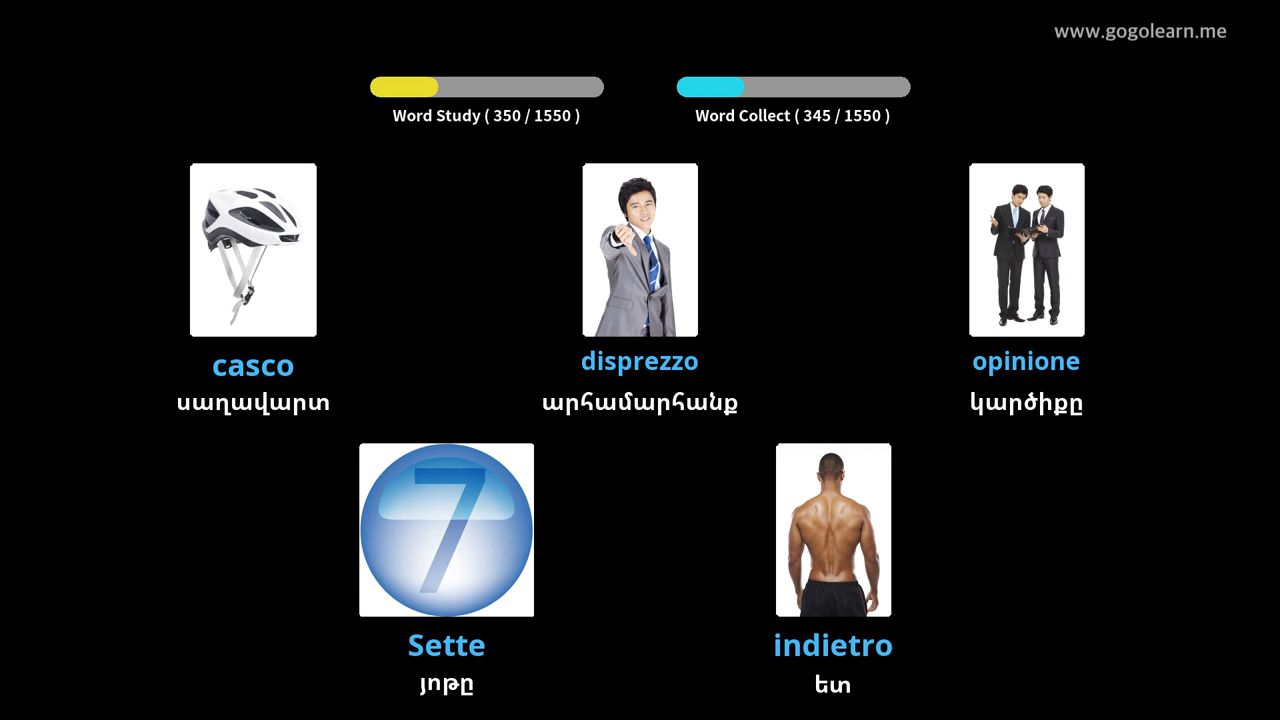 www.gogolearn.me
Word Study ( 350 / 1550 )
Word Collect ( 345 / 1550 )
casco
disprezzo
opinione
սաղավարտ
արհամարհանք
կարծիքը
7
Sette
indietro
յոթը
ետ